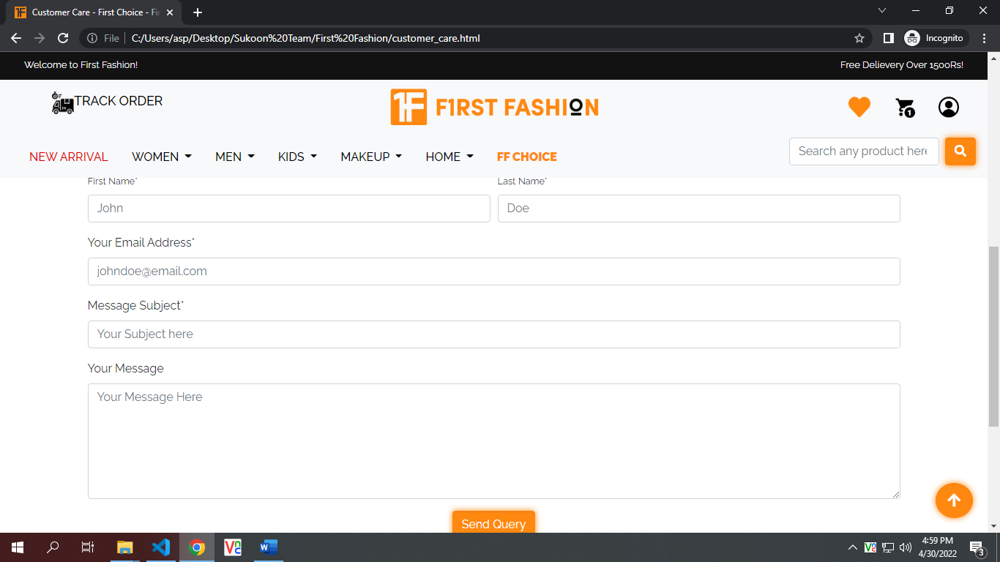 1F Customer Care - First Choice - Fir
File C:/Users/asp/Desktop/Sukoon%20Team/First%20Fashion/customer_care.html Incognito
Welcome to First Fashion! Free Delievery Over 1500Rs!
TRACK ORDER 1F F1RST FASHION 1
NEW ARRIVAL WOMEN MEN KIDS MAKEUP HOME FF CHOICE Search any product here
First Name* Last Name*
John Doe
Your Email Address*
johndoe@email.com
Message Subject*
Your Subject here
Your Message
Your Message Here
Send Query
4:59 PM
4/30/2022 3